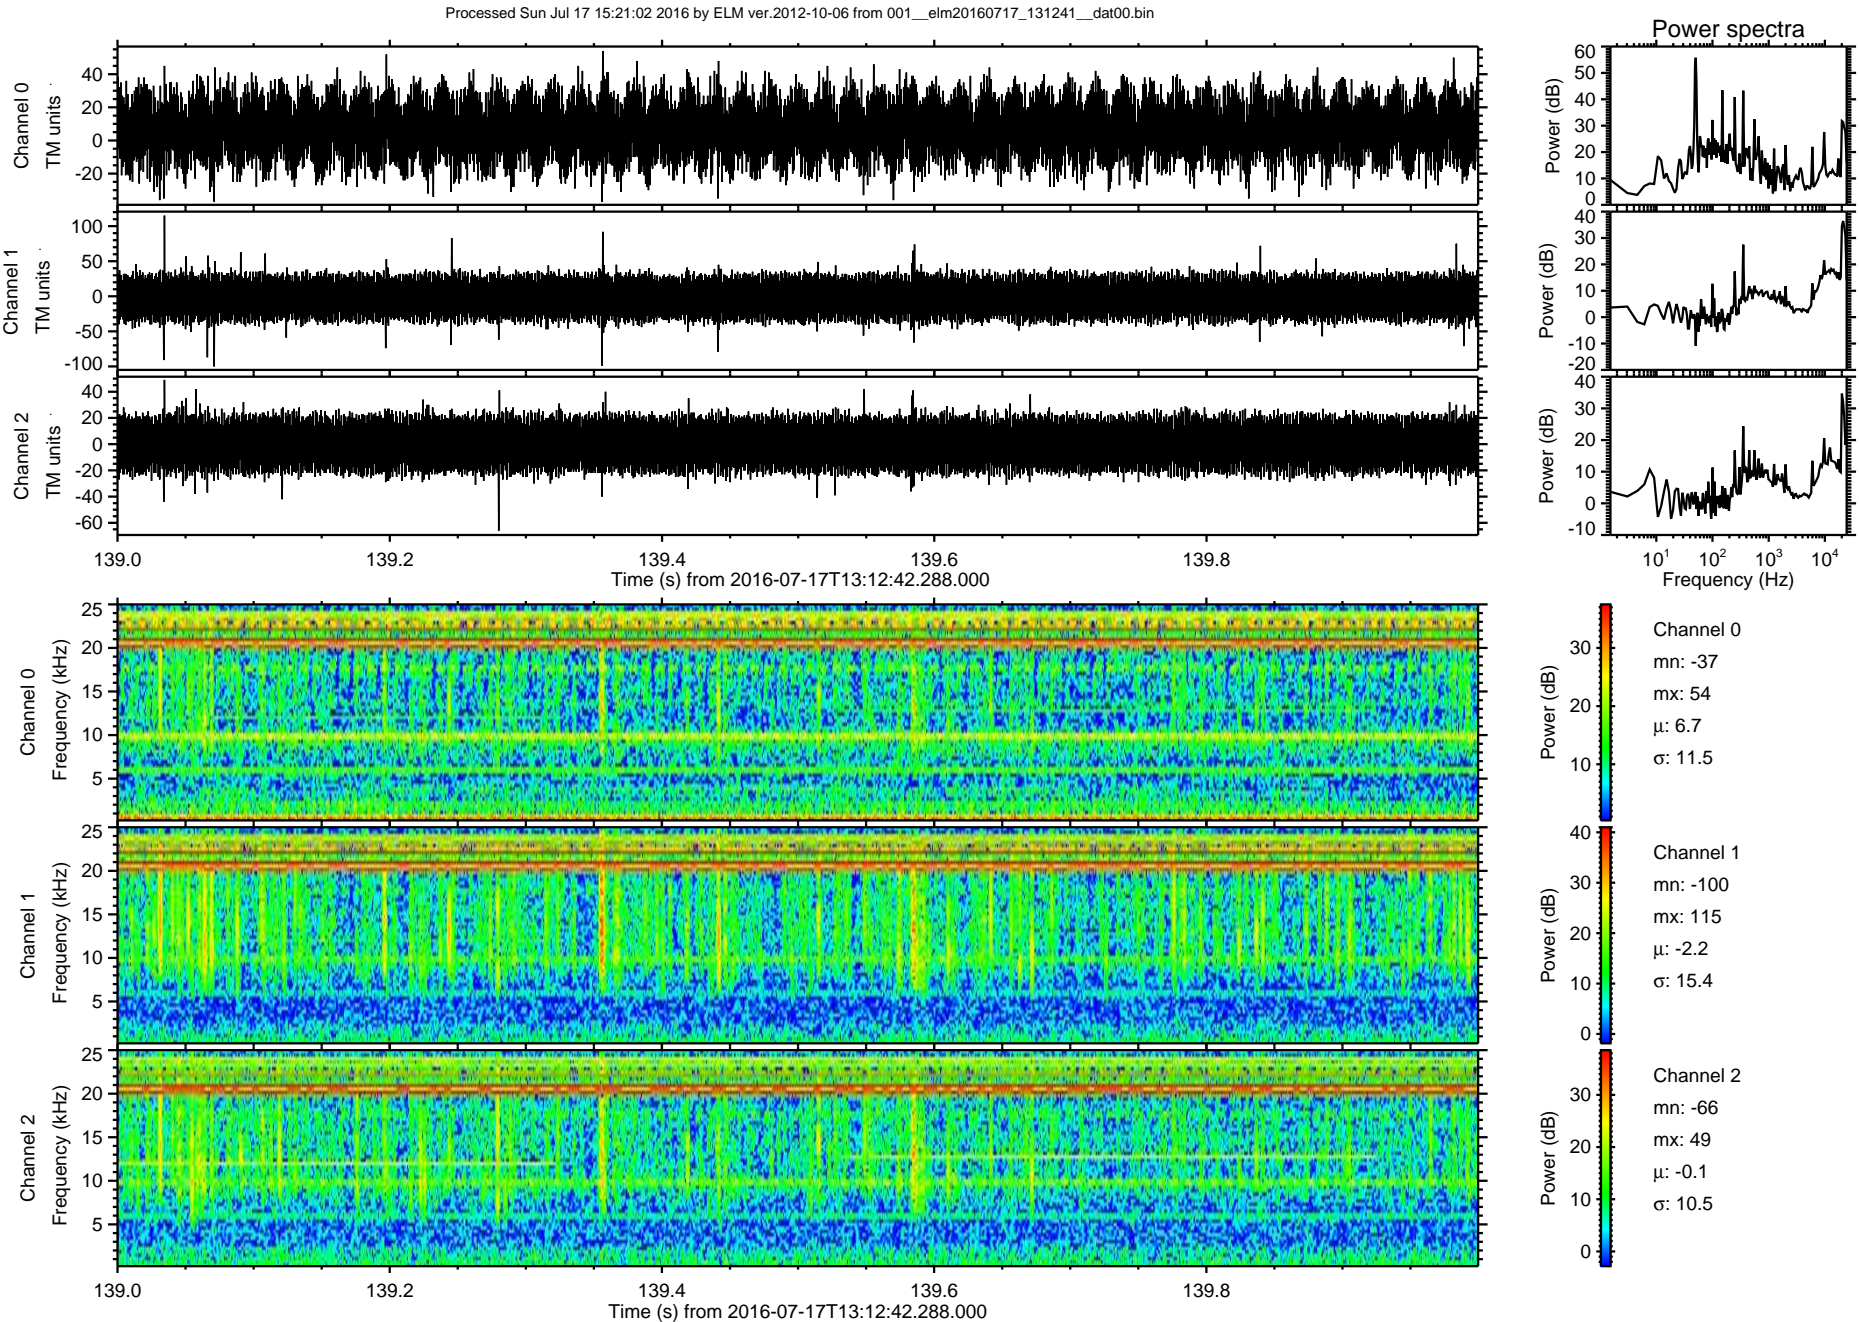 Processed Sun Jul 17 15:21:02 2016 by ELM ver.2012-10-06 from 001__elm20160717_131241__dat00.bin
Power spectra
Channel 0
TM units
40
20
0
-20
Power (dB)
60
50
40
30
20
10
0
Channel 1
TM units
100
50
0
-50
-100
Power (dB)
40
30
20
10
0
-10
-20
Channel 2
TM units
40
20
0
-20
-40
-60
Power (dB)
40
30
20
10
0
-10
139.0 139.2 139.4 139.6 139.8
Time (s) from 2016-07-17T13:12:42.288.000
10^1 10^2 10^3 10^4
Frequency (Hz)
Channel 0
Frequency (kHz)
25
20
15
10
5
Power (dB)
30
20
10
Channel 0
mn: -37
mx: 54
μ: 6.7
σ: 11.5
Channel 1
Frequency (kHz)
25
20
15
10
5
Power (dB)
40
30
20
10
0
Channel 1
mn: -100
mx: 115
μ: -2.2
σ: 15.4
Channel 2
Frequency (kHz)
25
20
15
10
5
Power (dB)
30
20
10
0
Channel 2
mn: -66
mx: 49
μ: -0.1
σ: 10.5
139.0 139.2 139.4 139.6 139.8
Time (s) from 2016-07-17T13:12:42.288.000